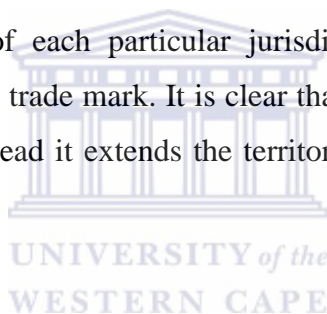 of each particular jurisdi
trade mark. It is clear tha
ead it extends the territor
UNIVERSITY of the
WESTERN CAPE